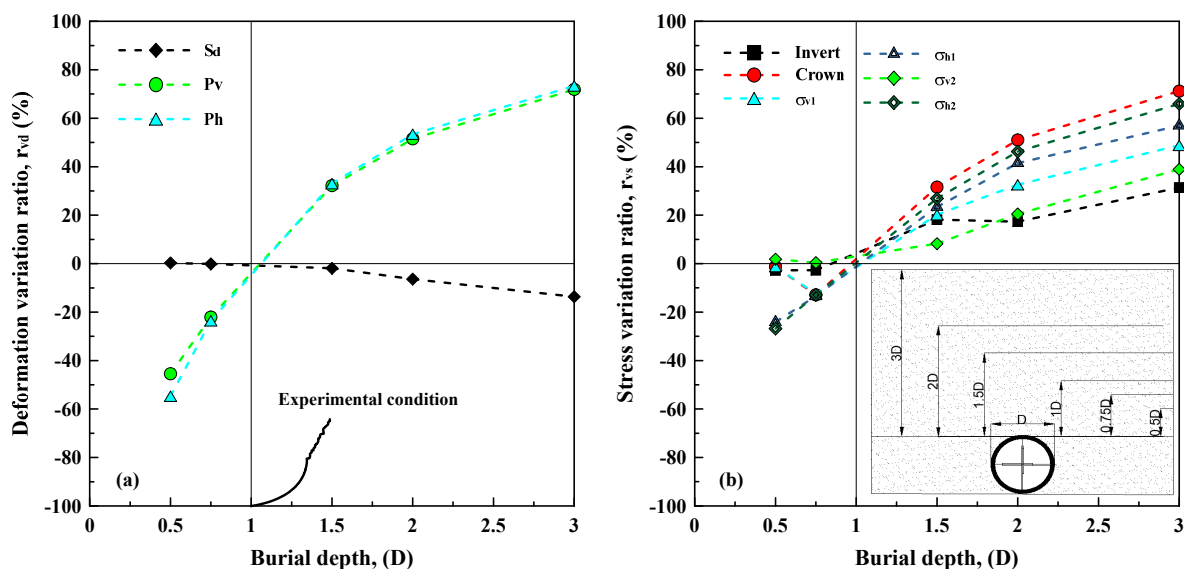 100
80
60
40
20
0
-20
-40
-60
-80
-100
Deformation variation ratio, rvd (%)
Sd
Pv
Ph
Experimental condition
(a)
0
0.5
1
1.5
2
2.5
3
Burial depth, (D)
100
80
60
40
20
0
-20
-40
-60
-80
-100
Stress variation ratio, rvs (%)
Invert
Crown
σv1
σh1
σv2
σh2
3D
2D
1.5D
1D
0.75D
0.5D
D
(b)
0
0.5
1
1.5
2
2.5
3
Burial depth, (D)